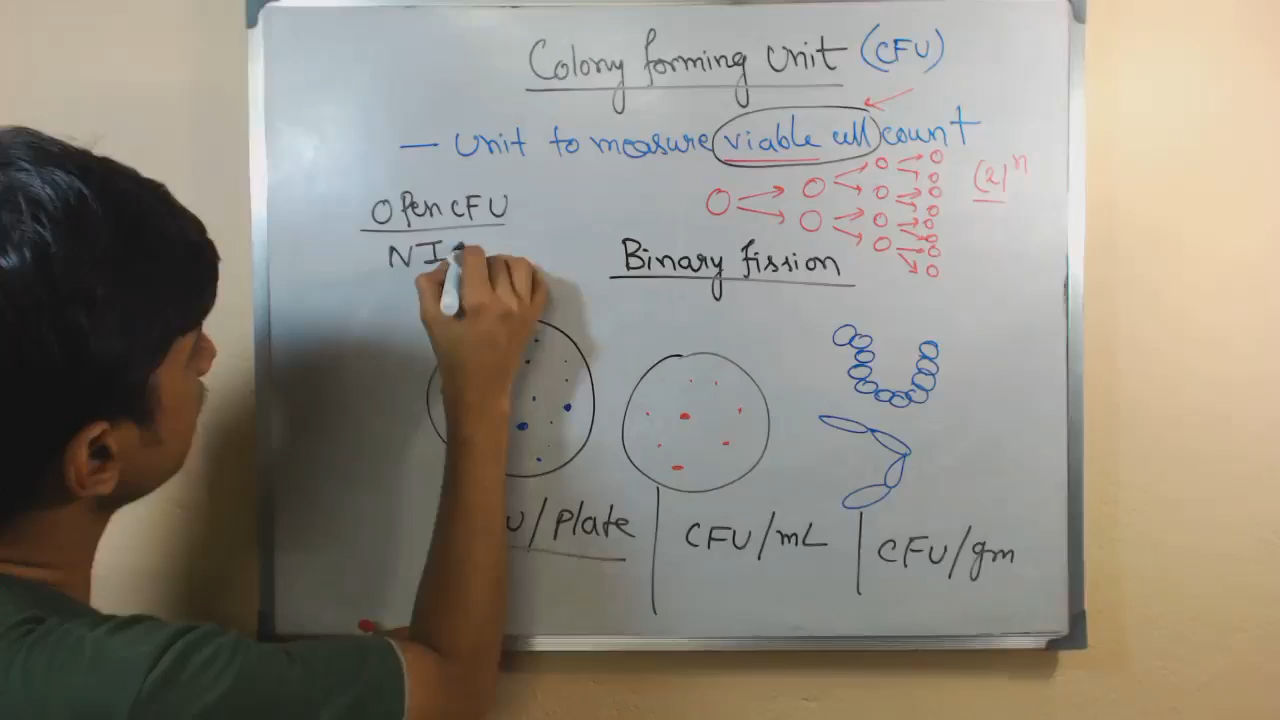 Colony forming Unit (CFU)
— Unit to measure viable cell count
(2)ⁿ
OpenCFU
NI
Binary fission
U/Plate
CFU/mL
CFU/gm